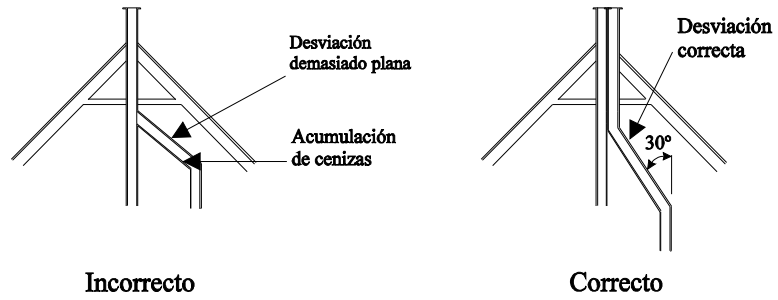 Desviación
demasiado plana
Acumulación
de cenizas
Incorrecto
Desviación
correcta
30º
Correcto